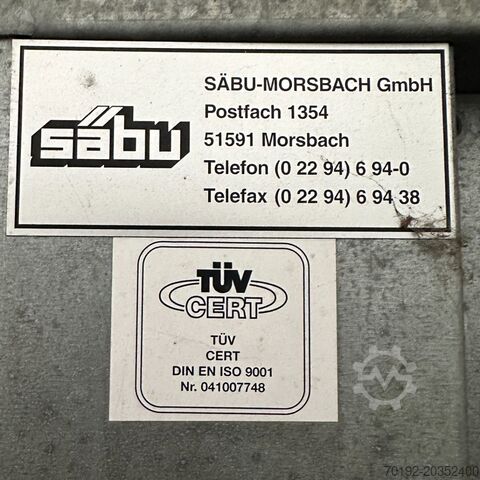 säbu
SÄBU-MORSBACH GmbH
Postfach 1354
51591 Morsbach
Telefon (0 22 94) 6 94-0
Telefax (0 22 94) 6 94 38
TÜV
CERT
TÜV
CERT
DIN EN ISO 9001
Nr. 041007748
70192-20352400